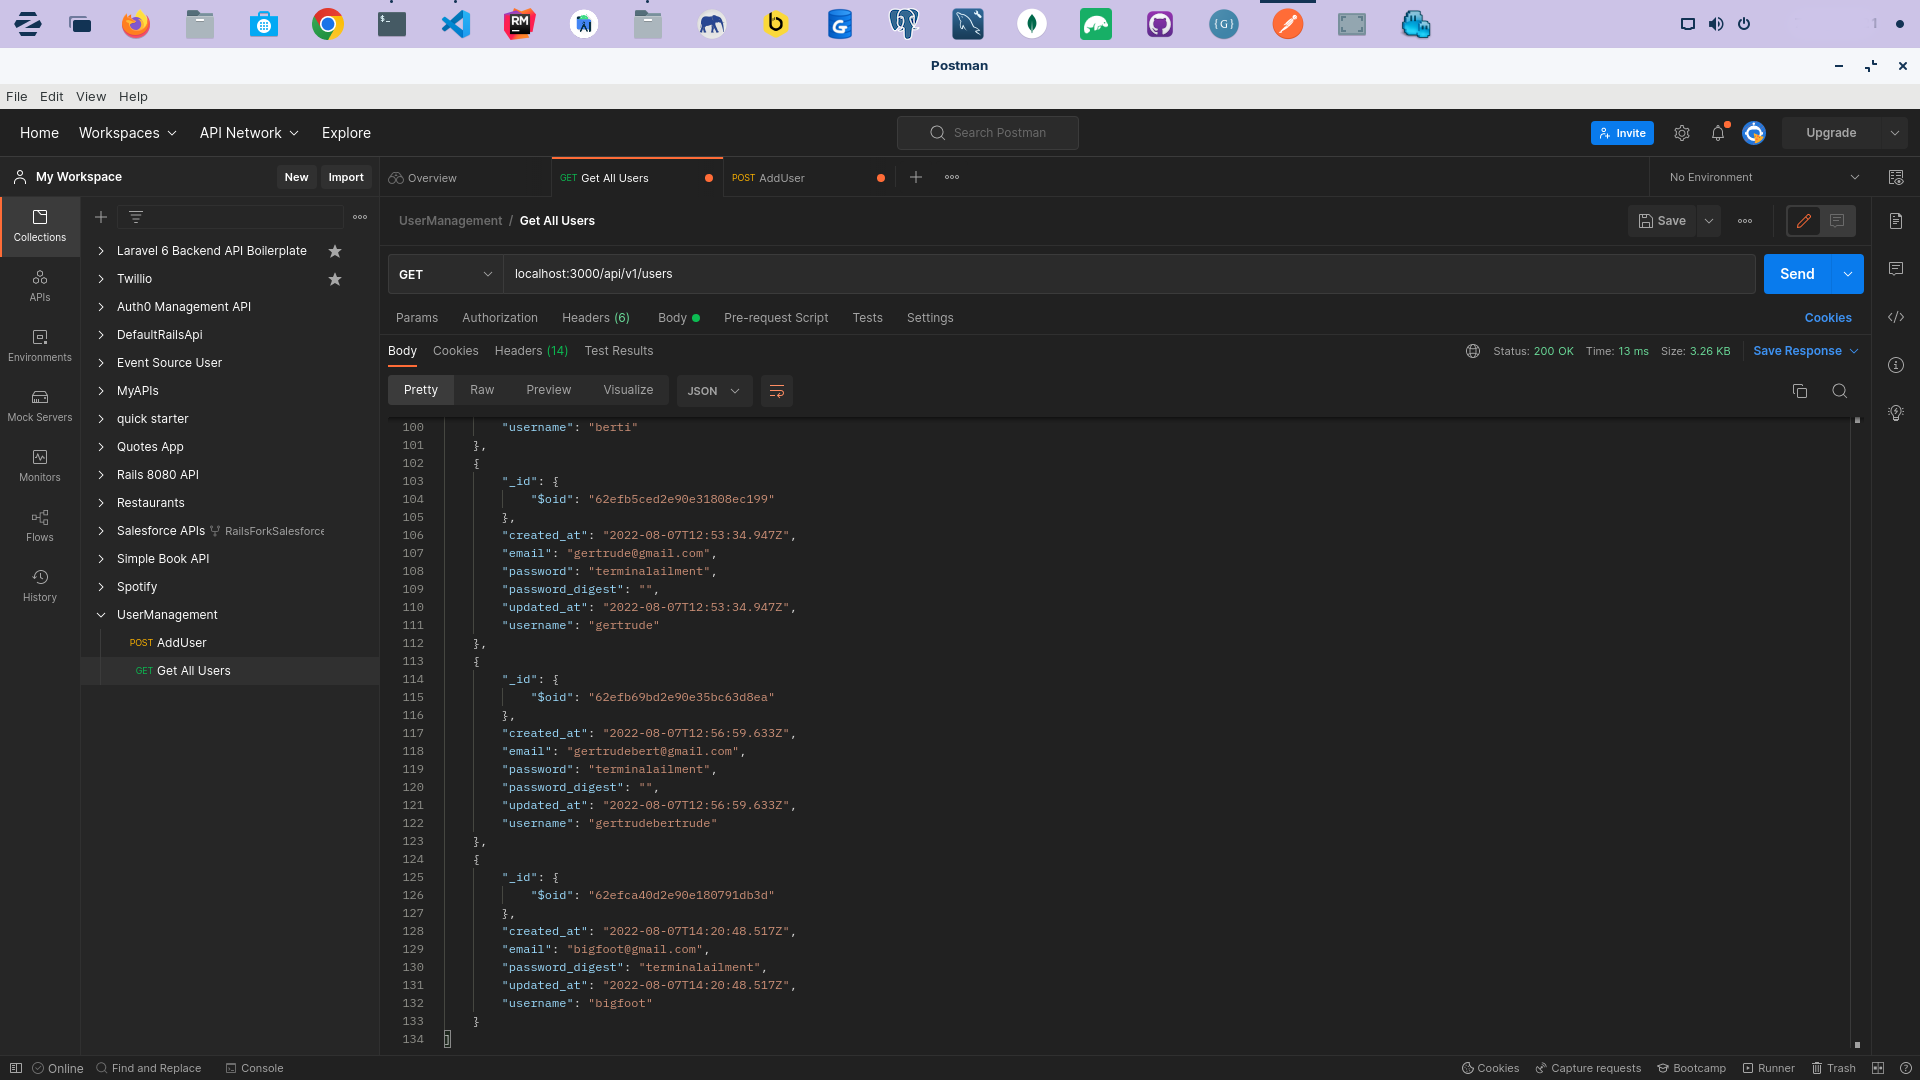 Postman
File Edit View Help
Home Workspaces API Network Explore Search Postman Invite Upgrade
My Workspace New Import Overview GET Get All Users POST AddUser No Environment
UserManagement / Get All Users Save
GET localhost:3000/api/v1/users Send
Params Authorization Headers (6) Body Pre-request Script Tests Settings Cookies
Body Cookies Headers (14) Test Results Status: 200 OK Time: 13 ms Size: 3.26 KB Save Response
Pretty Raw Preview Visualize JSON
Collections
APIs
Environments
Mock Servers
Monitors
Flows
History
Laravel 6 Backend API Boilerplate
Twillio
Auth0 Management API
DefaultRailsApi
Event Source User
MyAPIs
quick starter
Quotes App
Rails 8080 API
Restaurants
Salesforce APIs RailsForkSalesforce
Simple Book API
Spotify
UserManagement
POST AddUser
GET Get All Users
100 "username": "berti"
101 },
102 {
103 "_id": {
104 "$oid": "62efb5ced2e90e31808ec199"
105 },
106 "created_at": "2022-08-07T12:53:34.947Z",
107 "email": "gertrude@gmail.com",
108 "password": "terminalailment",
109 "password_digest": "",
110 "updated_at": "2022-08-07T12:53:34.947Z",
111 "username": "gertrude"
112 },
113 {
114 "_id": {
115 "$oid": "62efb69bd2e90e35bc63d8ea"
116 },
117 "created_at": "2022-08-07T12:56:59.633Z",
118 "email": "gertrudebert@gmail.com",
119 "password": "terminalailment",
120 "password_digest": "",
121 "updated_at": "2022-08-07T12:56:59.633Z",
122 "username": "gertrudebertrude"
123 },
124 {
125 "_id": {
126 "$oid": "62efca40d2e90e180791db3d"
127 },
128 "created_at": "2022-08-07T14:20:48.517Z",
129 "email": "bigfoot@gmail.com",
130 "password_digest": "terminalailment",
131 "updated_at": "2022-08-07T14:20:48.517Z",
132 "username": "bigfoot"
133 }
134 ]
Online Find and Replace Console Cookies Capture requests Bootcamp Runner Trash